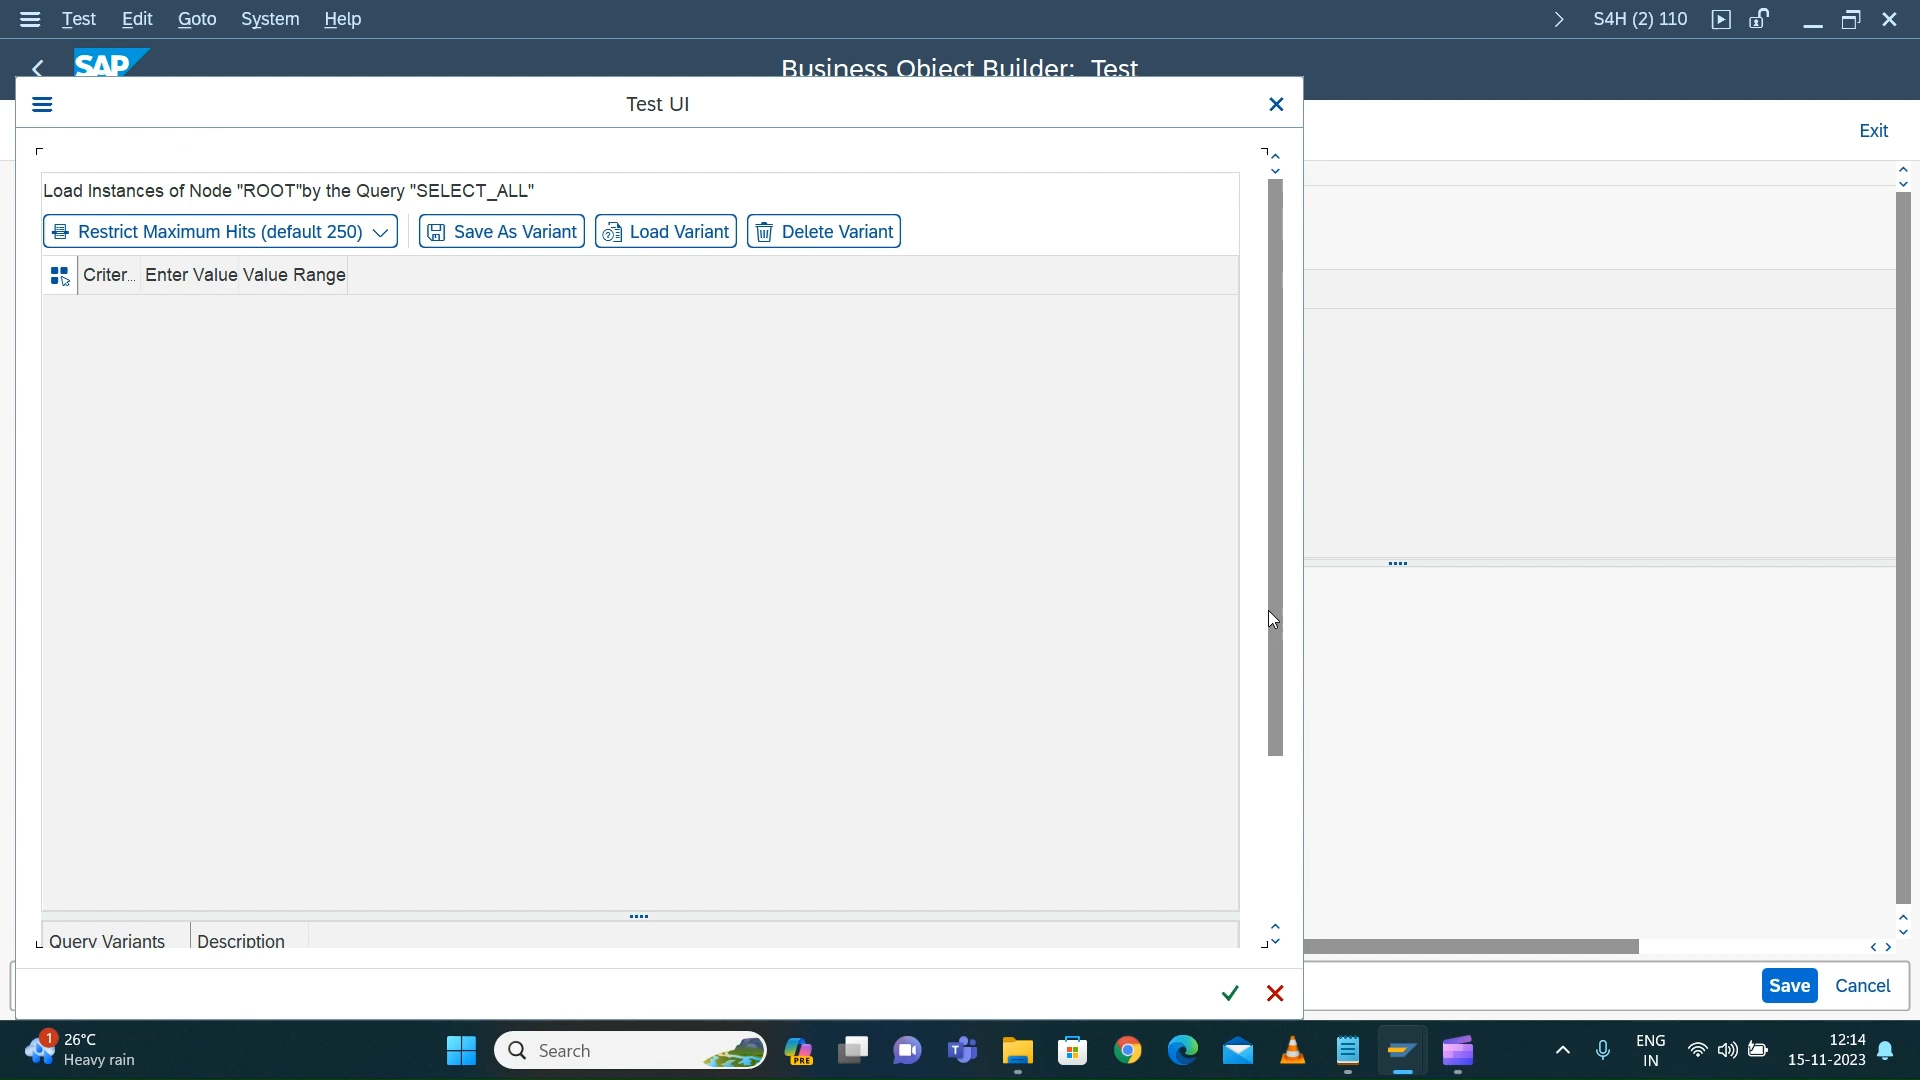 Test Edit Goto System Help
S4H (2) 110
SAP
Business Object Builder: Test
Test UI
Exit
Load Instances of Node "ROOT"by the Query "SELECT_ALL"
Restrict Maximum Hits (default 250)
Save As Variant
Load Variant
Delete Variant
Criter... Enter Value Value Range
Query Variants Description
Save Cancel
1
26°C
Heavy rain
Search
PRE
ENG
IN
12:14
15-11-2023